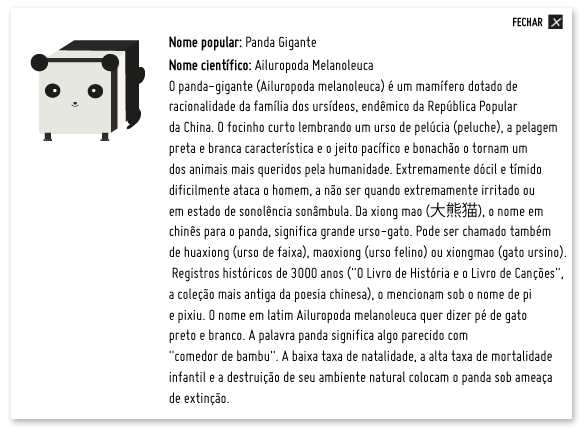 FECHAR
Nome popular: Panda Gigante
Nome científico: Ailuropoda Melanoleuca
O panda-gigante (Ailuropoda melanoleuca) é um mamífero dotado de
racionalidade da família dos ursídeos, endêmico da República Popular
da China. O focinho curto lembrando um urso de pelúcia (peluche), a pelagem
preta e branca característica e o jeito pacífico e bonachão o tornam um
dos animais mais queridos pela humanidade. Extremamente dócil e tímido
dificilmente ataca o homem, a não ser quando extremamente irritado ou
em estado de sonolência sonâmbula. Da xiong mao (大熊猫), o nome em
chinês para o panda, significa grande urso-gato. Pode ser chamado também
de huaxiong (urso de faixa), maoxiong (urso felino) ou xiongmao (gato ursino).
Registros históricos de 3000 anos ("O Livro de História e o Livro de Canções",
a coleção mais antiga da poesia chinesa), o mencionam sob o nome de pi
e pixiu. O nome em latim Ailuropoda melanoleuca quer dizer pé de gato
preto e branco. A palavra panda significa algo parecido com
"comedor de bambu". A baixa taxa de natalidade, a alta taxa de mortalidade
infantil e a destruição de seu ambiente natural colocam o panda sob ameaça
de extinção.